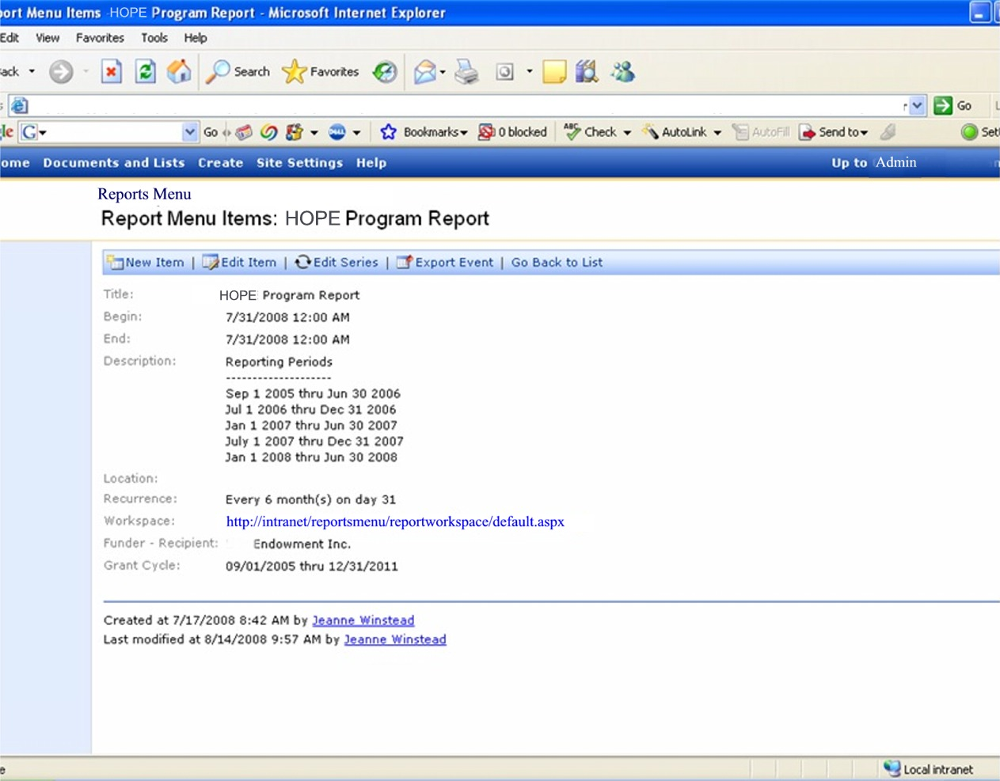 ort Menu Items -HOPE Program Report - Microsoft Internet Explorer
Edit View Favorites Tools Help
ack Search Favorites
Go
le G Go Bookmarks 0 blocked ABC Check AutoLink AutoFill Send to Set
ome Documents and Lists Create Site Settings Help Up to Admin
Reports Menu
Report Menu Items: HOPE Program Report
New Item | Edit Item | Edit Series | Export Event | Go Back to List
Title: HOPE Program Report
Begin: 7/31/2008 12:00 AM
End: 7/31/2008 12:00 AM
Description: Reporting Periods
--------------------
Sep 1 2005 thru Jun 30 2006
Jul 1 2006 thru Dec 31 2006
Jan 1 2007 thru Jun 30 2007
July 1 2007 thru Dec 31 2007
Jan 1 2008 thru Jun 30 2008
Location:
Recurrence: Every 6 month(s) on day 31
Workspace: http://intranet/reportsmenu/reportworkspace/default.aspx
Funder - Recipient: Endowment Inc.
Grant Cycle: 09/01/2005 thru 12/31/2011
Created at 7/17/2008 8:42 AM by Jeanne Winstead
Last modified at 8/14/2008 9:57 AM by Jeanne Winstead
e Local intranet